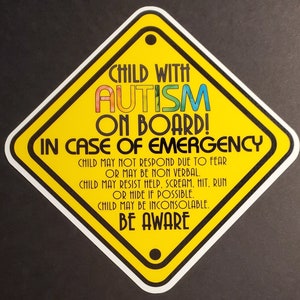 CHILD WITH
AUTISM
ON BOARD!
IN CASE OF EMERGENCY
CHILD MAY NOT RESPOND DUE TO FEAR
OR MAY BE NON VERBAL.
CHILD MAY RESIST HELP, SCREAM, HIT, RUN
OR HIDE IF POSSIBLE.
CHILD MAY BE INCONSOLABLE.
BE AWARE